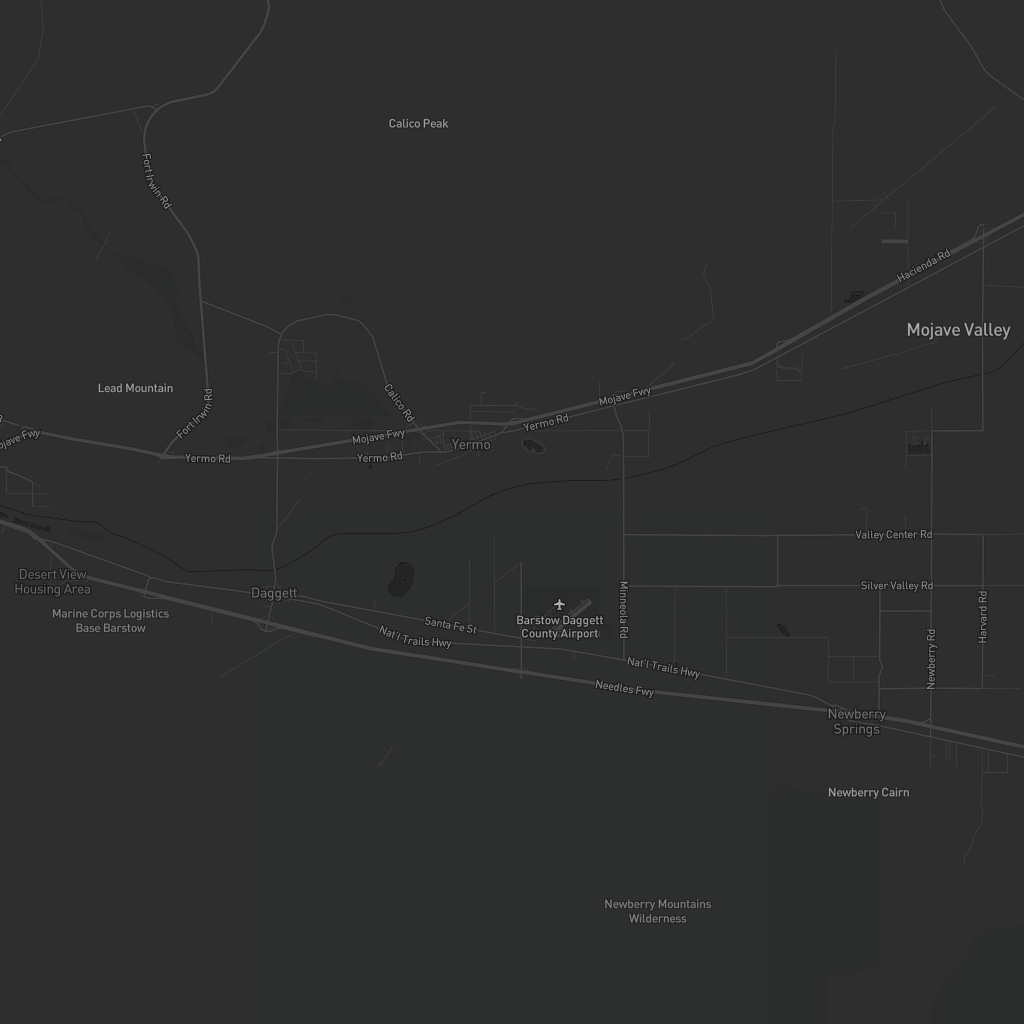 Calico Peak
Fort Irwin Rd
Hacienda Rd
Mojave Valley
Lead Mountain
Fort Irwin Rd
Calico Rd
Mojave Fwy
Mojave Fwy
Mojave Fwy
Yermo Rd
Yermo
Yermo Rd
Yermo Rd
Valley Center Rd
Desert View
Housing Area
Silver Valley Rd
Daggett
Marine Corps Logistics
Base Barstow
Minneola Rd
Harvard Rd
Barstow Daggett
County Airport
Santa Fe St
Nat'l Trails Hwy
Nat'l Trails Hwy
Newberry Rd
Needles Fwy
Newberry
Springs
Newberry Cairn
Newberry Mountains
Wilderness